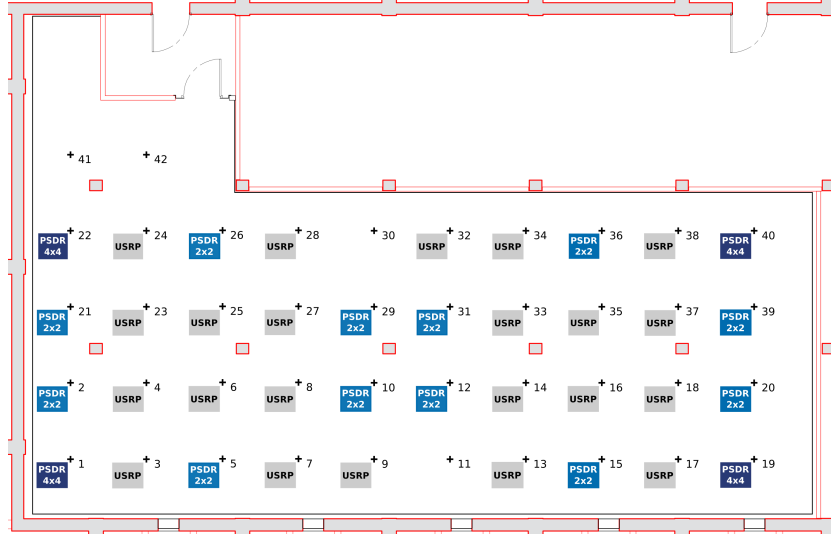 41 42
PSDR 4x4 22 USRP 24 PSDR 2x2 26 USRP 28 30 USRP 32 USRP 34 PSDR 2x2 36 USRP 38 PSDR 4x4 40
PSDR 2x2 21 USRP 23 USRP 25 USRP 27 PSDR 2x2 29 PSDR 2x2 31 USRP 33 USRP 35 USRP 37 PSDR 2x2 39
PSDR 2x2 2 USRP 4 USRP 6 USRP 8 PSDR 2x2 10 PSDR 2x2 12 USRP 14 USRP 16 USRP 18 PSDR 2x2 20
PSDR 4x4 1 USRP 3 PSDR 2x2 5 USRP 7 USRP 9 11 USRP 13 PSDR 2x2 15 USRP 17 PSDR 4x4 19